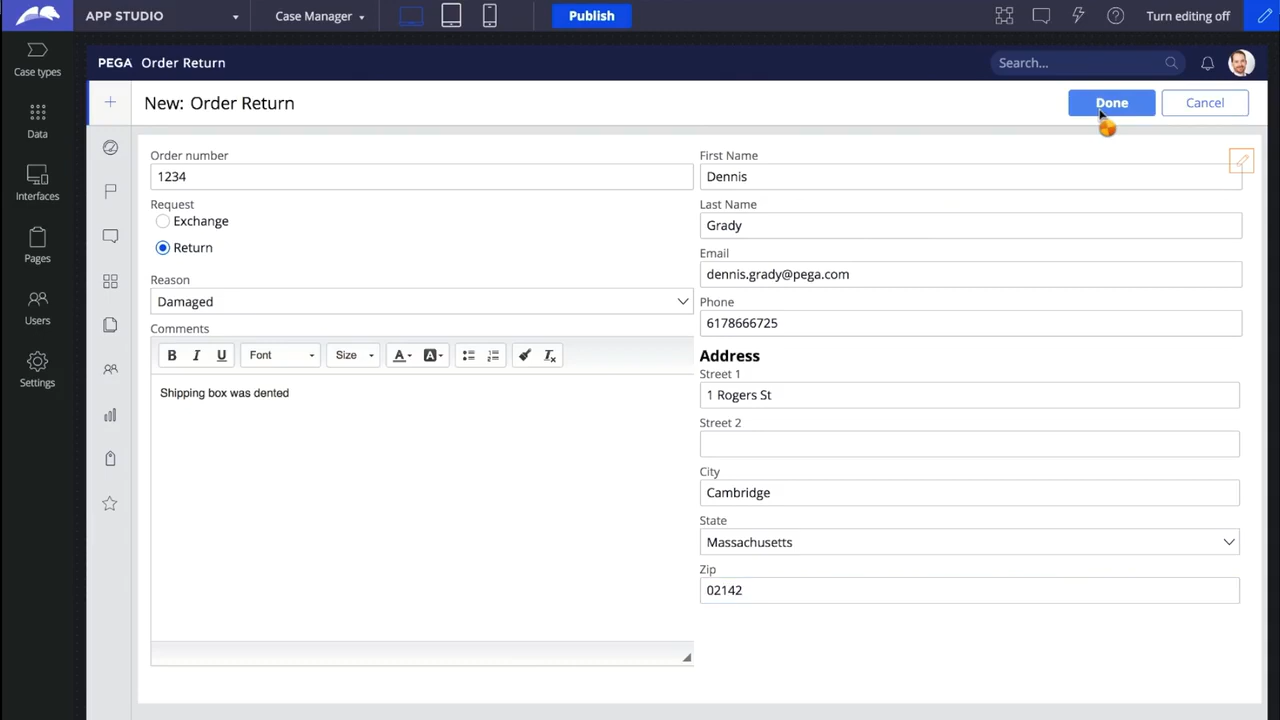 APP STUDIO
Case Manager
Publish
Turn editing off
Case types
Data
Interfaces
Pages
Users
Settings
PEGA Order Return
Search...
New: Order Return
Done
Cancel
Order number
1234
Request
Exchange
Return
Reason
Damaged
Comments
B I U Font Size A A
Shipping box was dented
First Name
Dennis
Last Name
Grady
Email
dennis.grady@pega.com
Phone
6178666725
Address
Street 1
1 Rogers St
Street 2
City
Cambridge
State
Massachusetts
Zip
02142